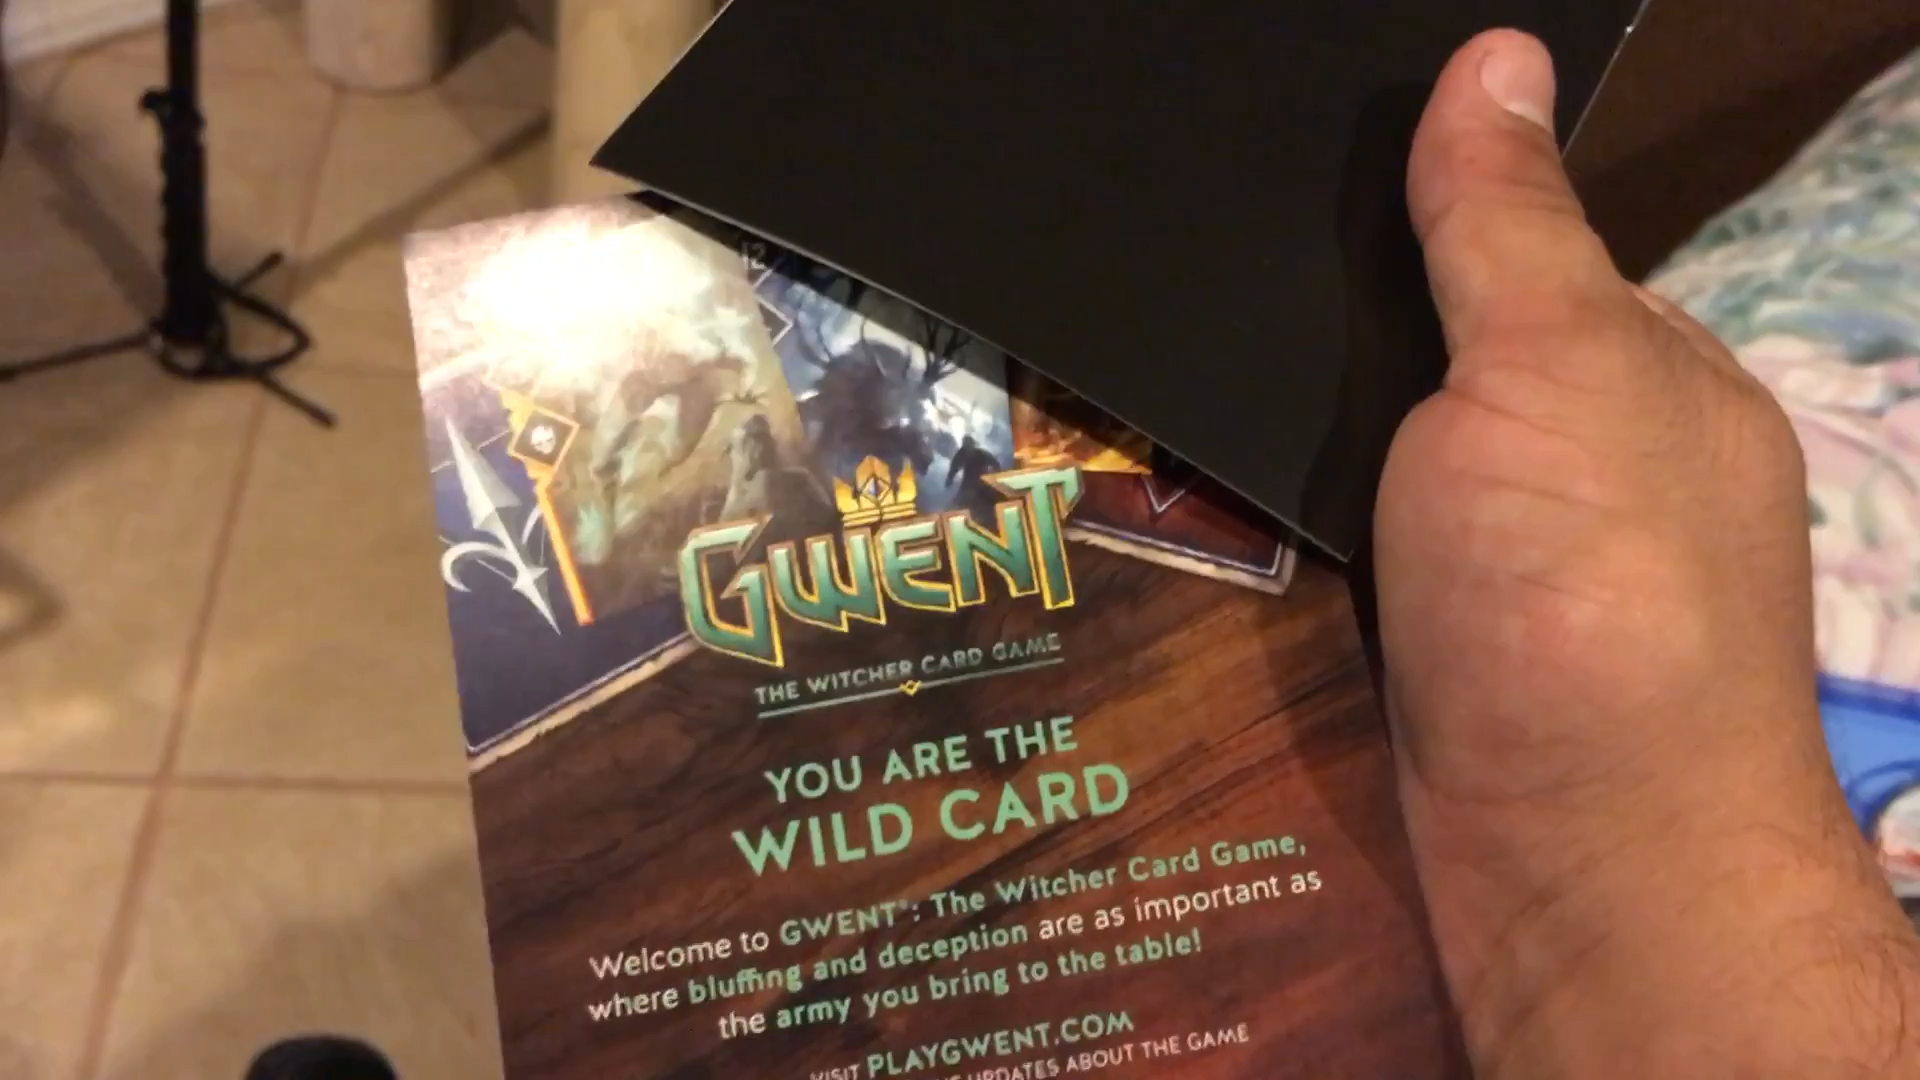 12
GWENT
THE WITCHER CARD GAME
YOU ARE THE
WILD CARD
Welcome to GWENT®: The Witcher Card Game,
where bluffing and deception are as important as
the army you bring to the table!
VISIT PLAYGWENT.COM
UPDATES ABOUT THE GAME